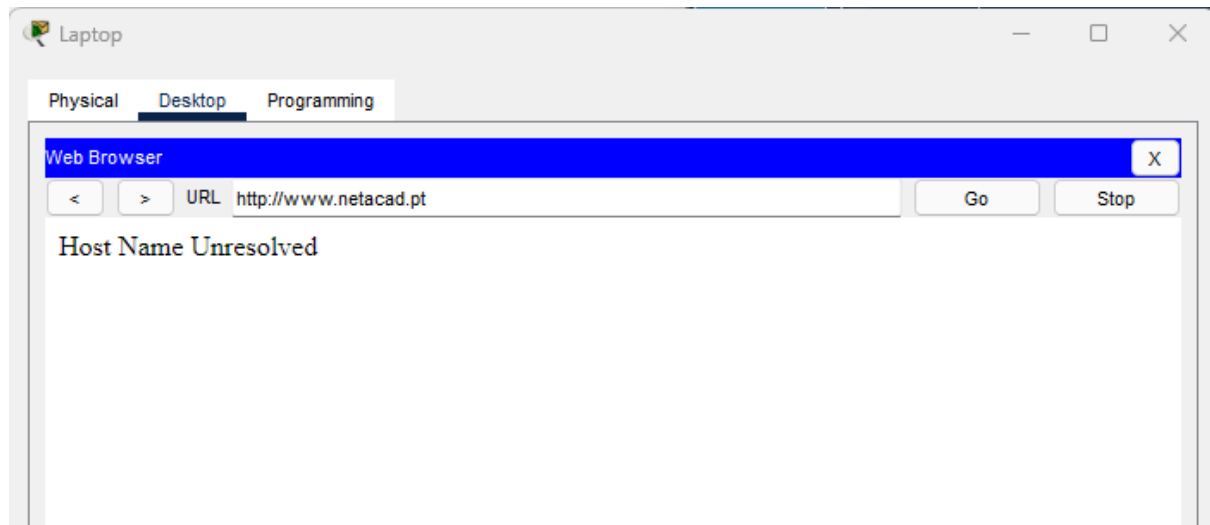 Laptop
Physical Desktop Programming
Web Browser X
< > URL http://www.netacad.pt Go Stop
Host Name Unresolved